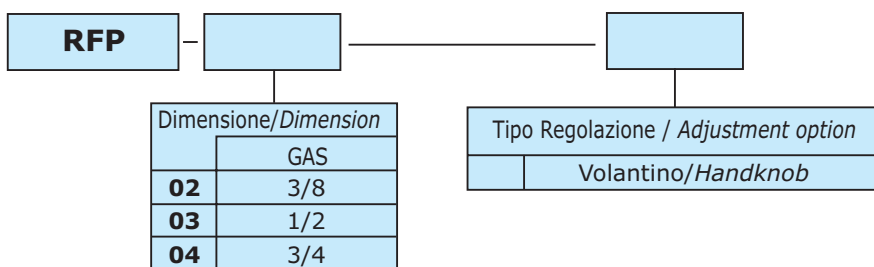 RFP –
Dimensione/Dimension
GAS
02 3/8
03 1/2
04 3/4
Tipo Regolazione / Adjustment option
Volantino/Handknob